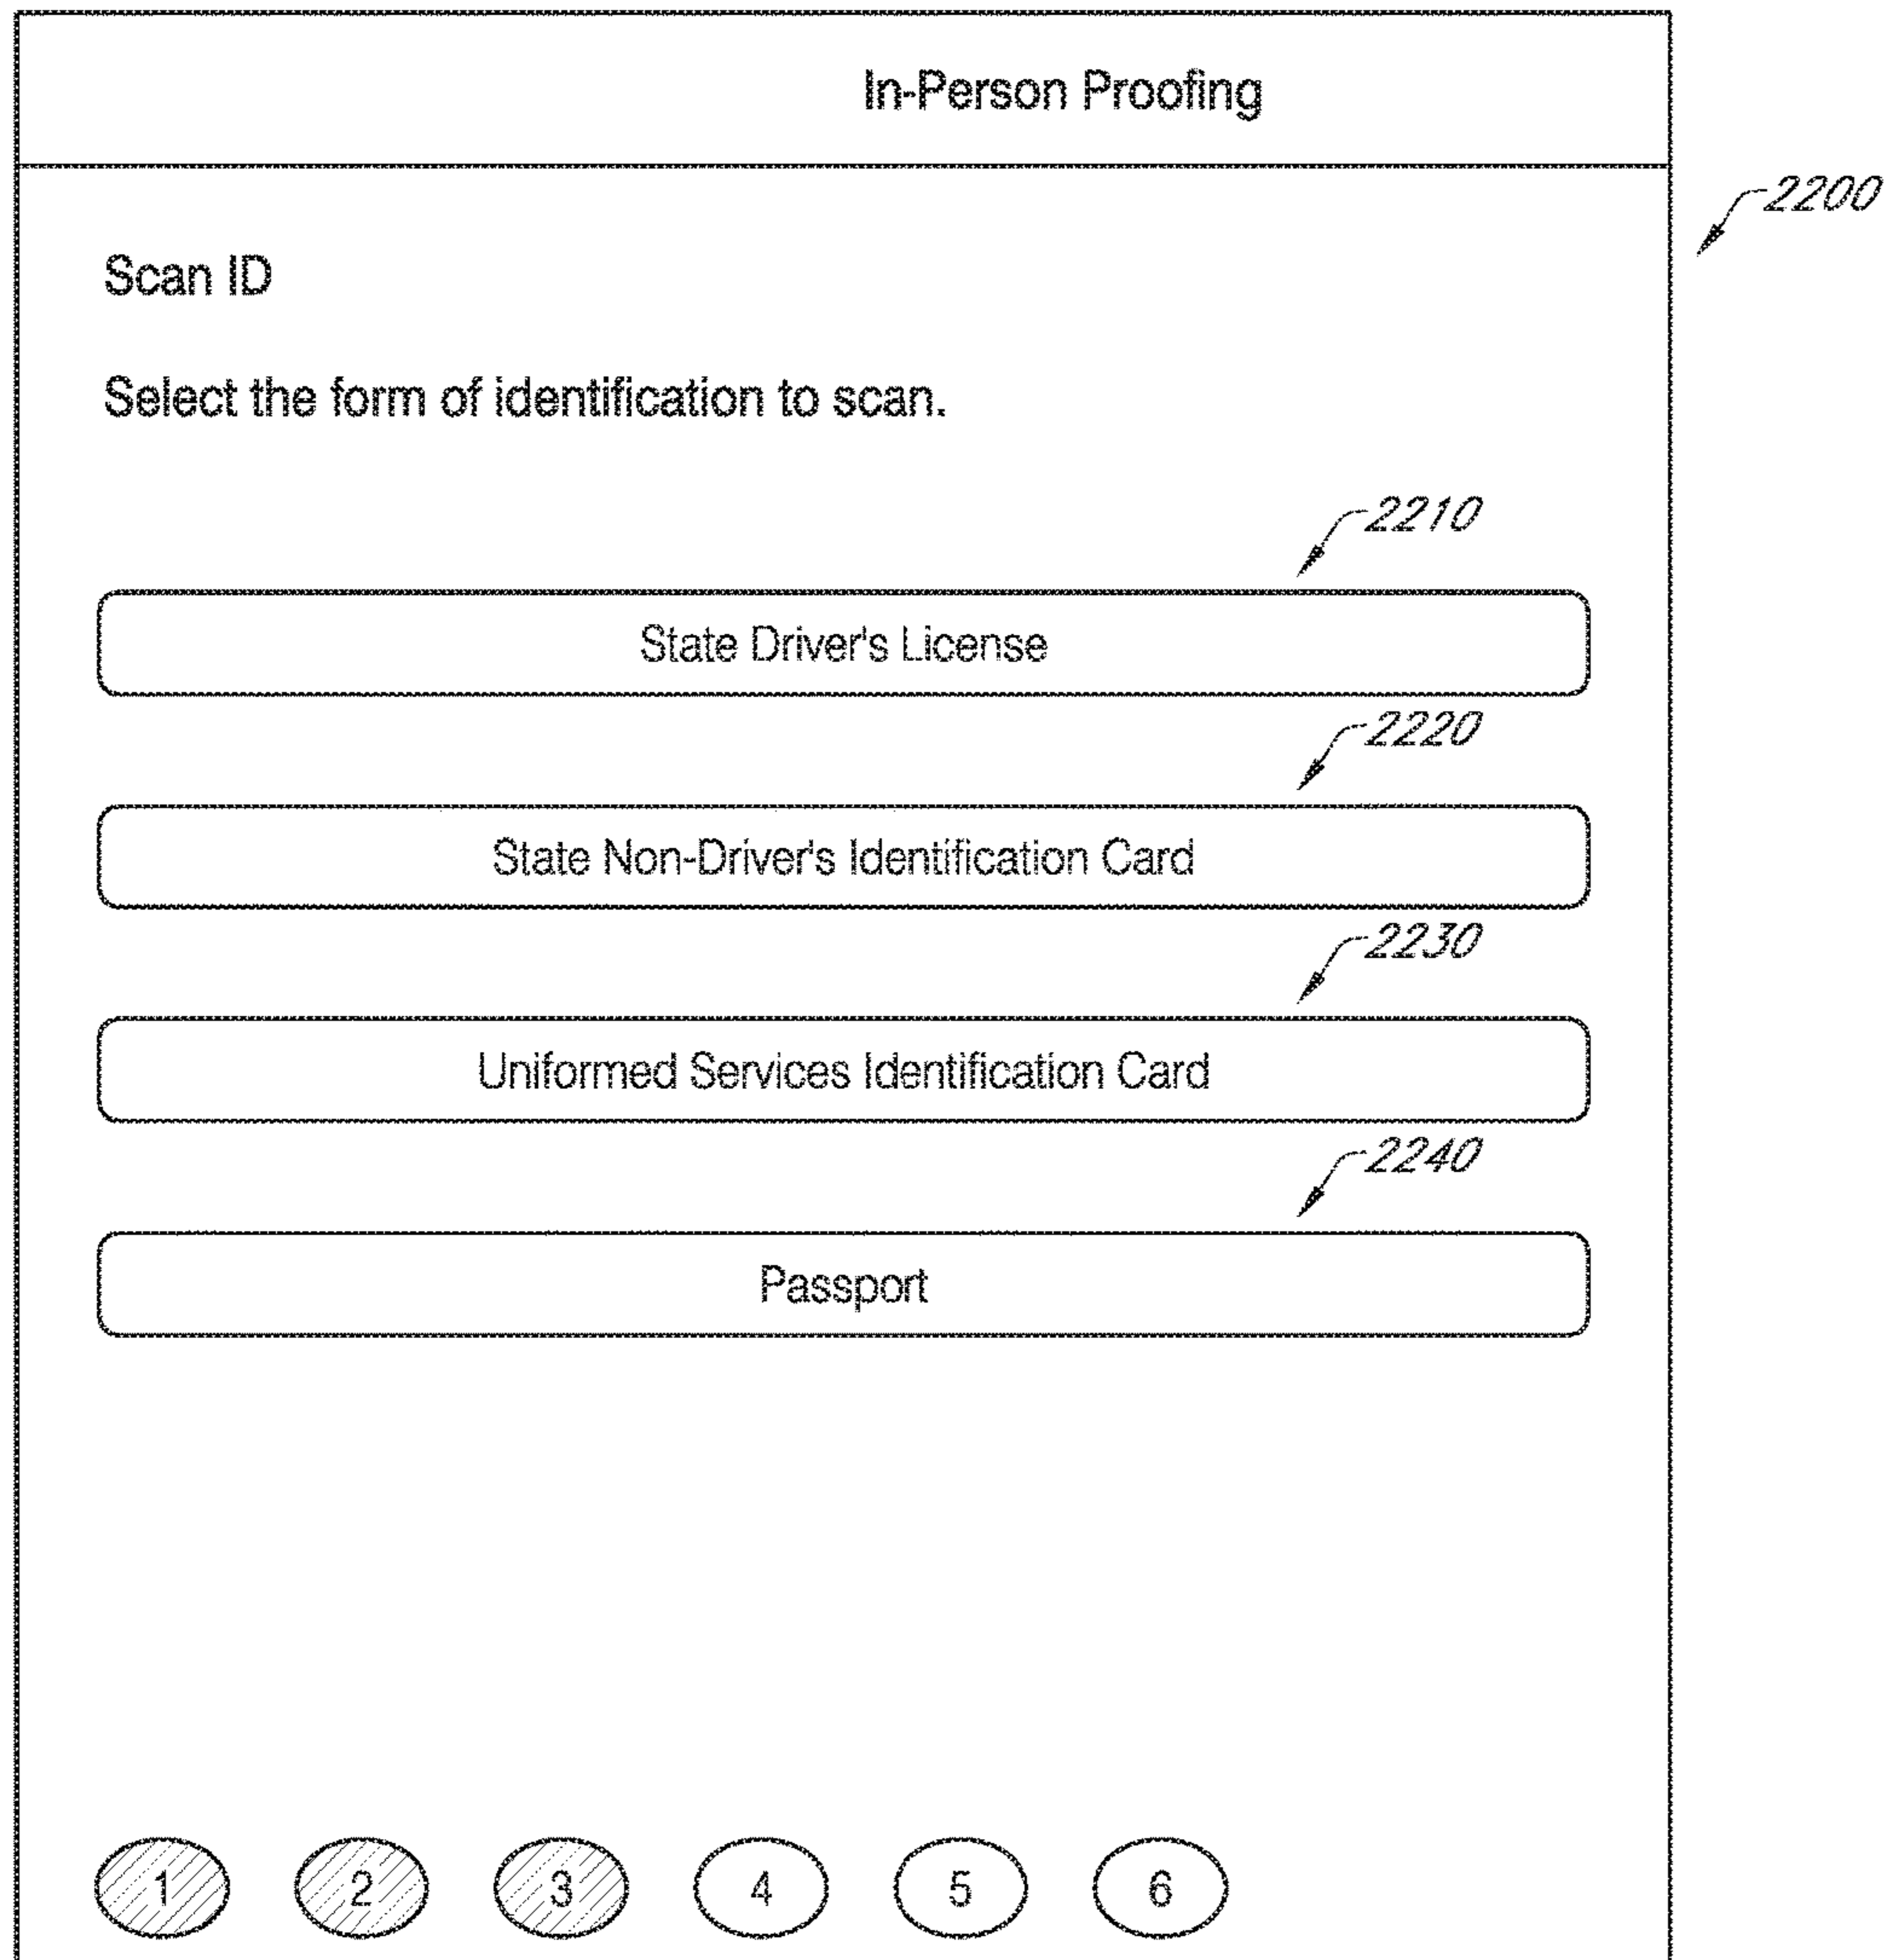 In-Person Proofing
2200
Scan ID
Select the form of identification to scan.
2210
State Driver's License
2220
State Non-Driver's Identification Card
2230
Uniformed Services Identification Card
2240
Passport
1 2 3 4 5 6